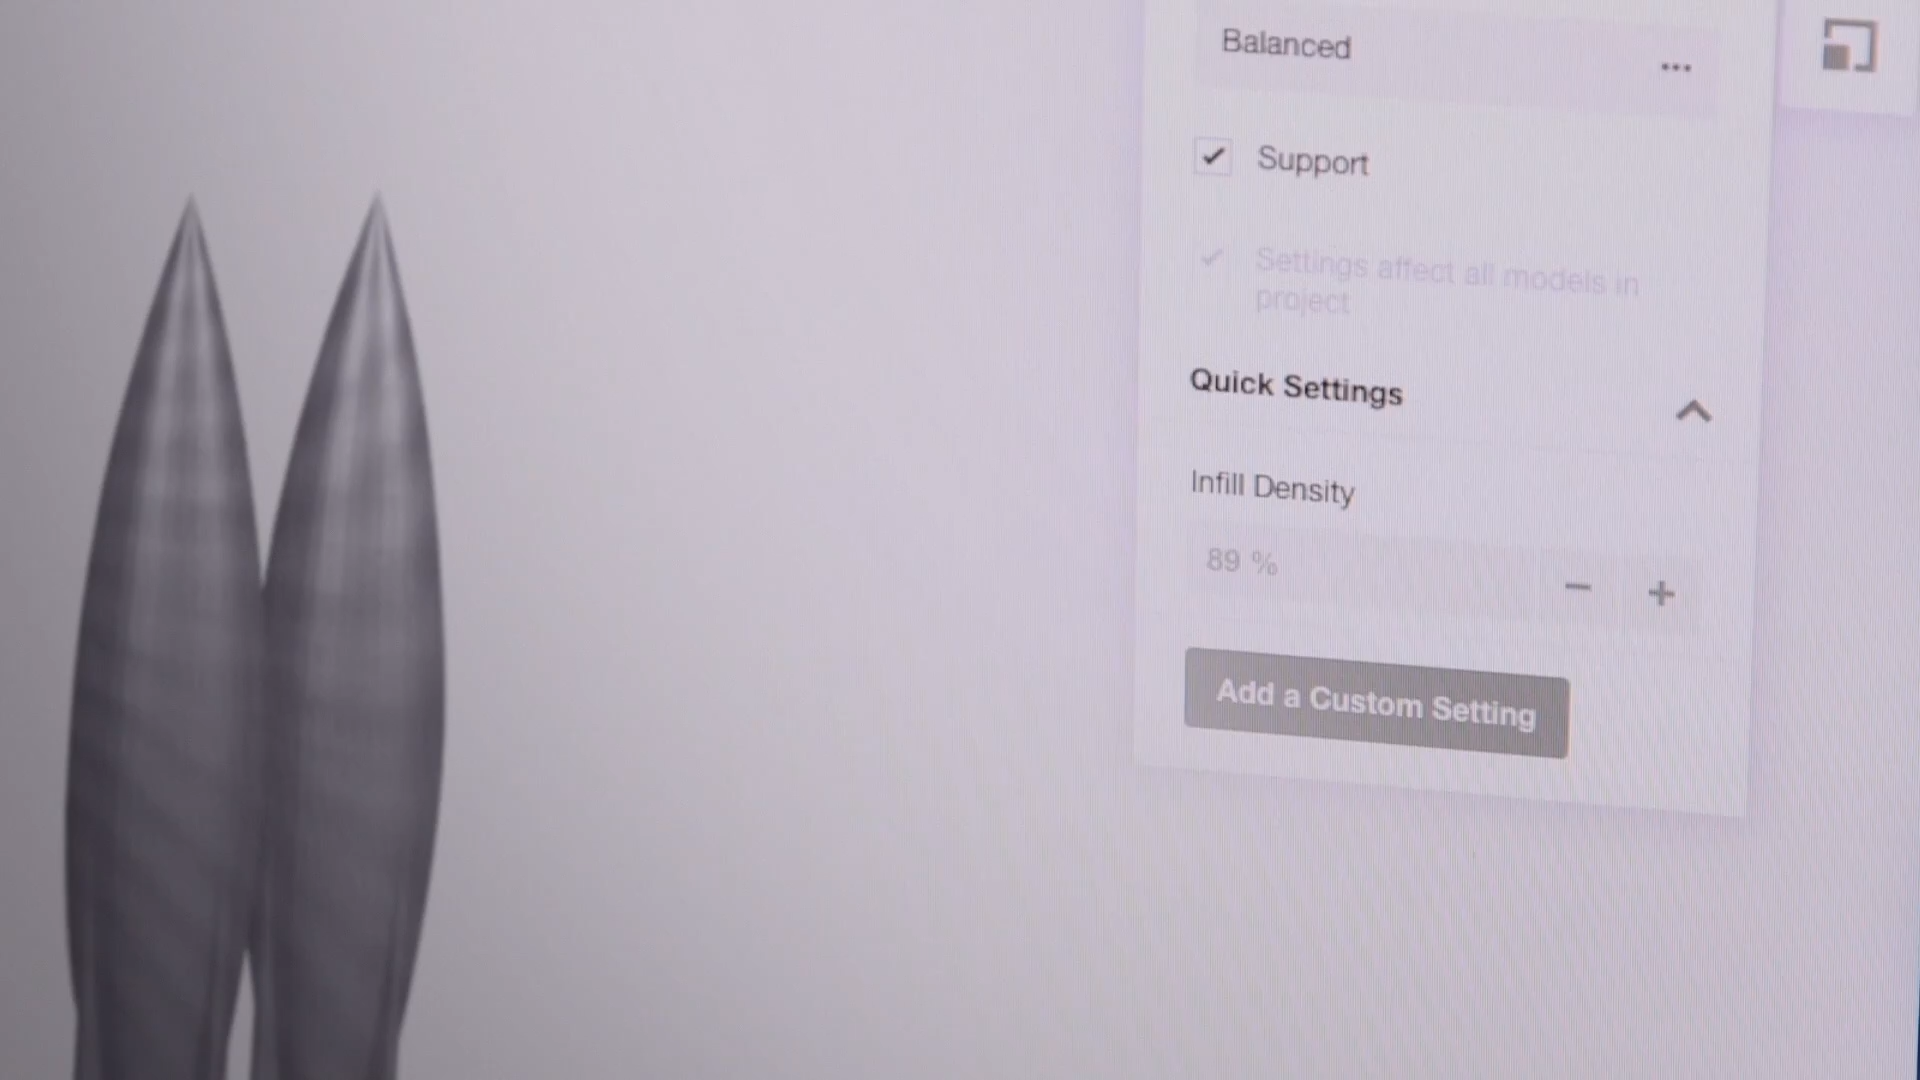 Balanced
Support
Settings affect all models in
project
Quick Settings
Infill Density
89 %
Add a Custom Setting